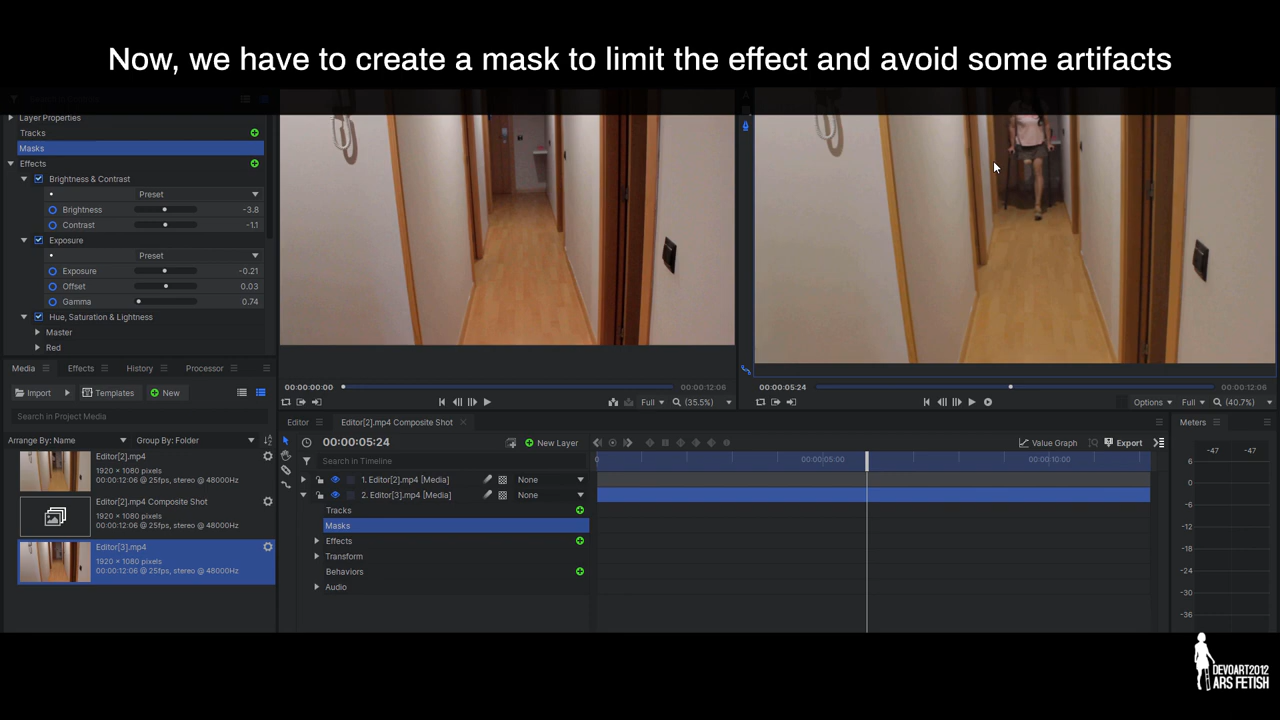 Now, we have to create a mask to limit the effect and avoid some artifacts
Layer Properties
Tracks
Masks
Effects
Brightness & Contrast
Preset
Brightness -3.8
Contrast -1.1
Exposure
Preset
Exposure -0.21
Offset 0.03
Gamma 0.74
Hue, Saturation & Lightness
Master
Red
00:00:00:00 00:00:12:06
Full (35.5%)
00:00:05:24 00:00:12:06
Options Full (40.7%)
Media Effects History Processor
Import Templates New
Search in Project Media
Arrange By: Name Group By: Folder
Editor[2].mp4
1920 × 1080 pixels
00:00:12:06 @ 25fps, stereo @ 48000Hz
Editor[2].mp4 Composite Shot
1920 × 1080 pixels
00:00:12:06 @ 25fps, stereo @ 48000Hz
Editor[3].mp4
1920 × 1080 pixels
00:00:12:06 @ 25fps, stereo @ 48000Hz
Editor Editor[2].mp4 Composite Shot
00:00:05:24 New Layer Value Graph Export
Search in Timeline
0 00:00:05:00 00:00:10:00
1. Editor[2].mp4 [Media] None
2. Editor[3].mp4 [Media] None
Tracks
Masks
Effects
Transform
Behaviors
Audio
Meters
-47 -47
6
0
-6
-12
-18
-24
-30
-36
DEVOART2012
ARS FETISH